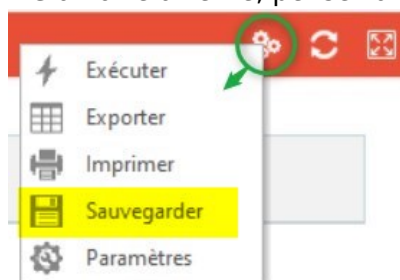 Exécuter
Exporter
Imprimer
Sauvegarder
Paramètres